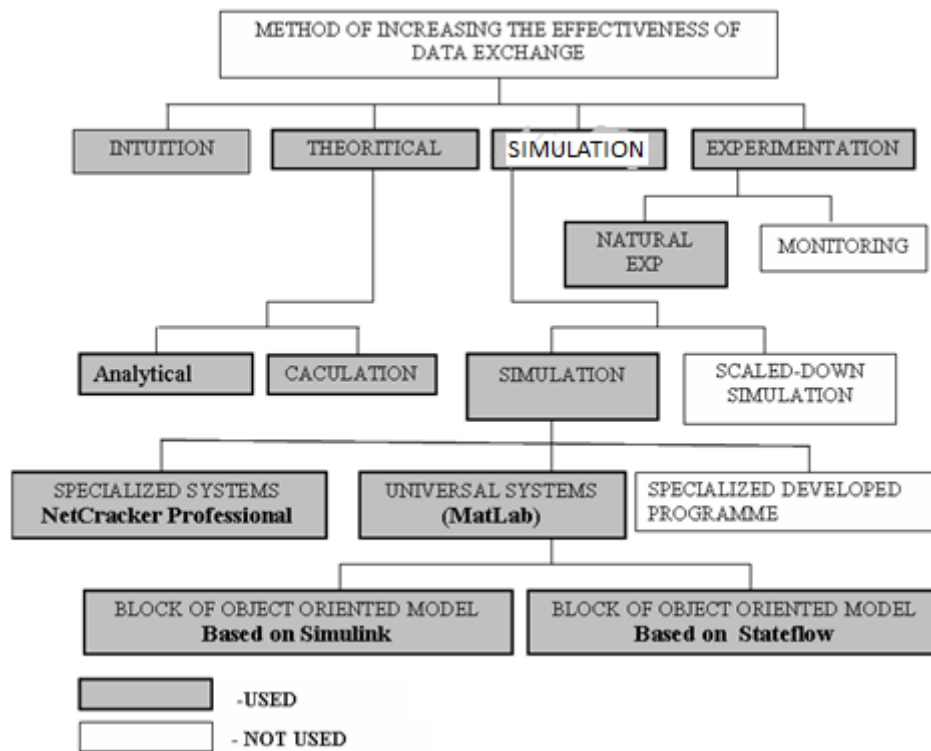 METHOD OF INCREASING THE EFFECTIVENESS OF
DATA EXCHANGE
INTUITION
THEORITICAL
SIMULATION
EXPERIMENTATION
NATURAL
EXP
MONITORING
Analytical
CACULATION
SIMULATION
SCALED-DOWN
SIMULATION
SPECIALIZED SYSTEMS
NetCracker Professional
UNIVERSAL SYSTEMS
(MatLab)
SPECIALIZED DEVELOPED
PROGRAMME
BLOCK OF OBJECT ORIENTED MODEL
Based on Simulink
BLOCK OF OBJECT ORIENTED MODEL
Based on Stateflow
-USED
- NOT USED